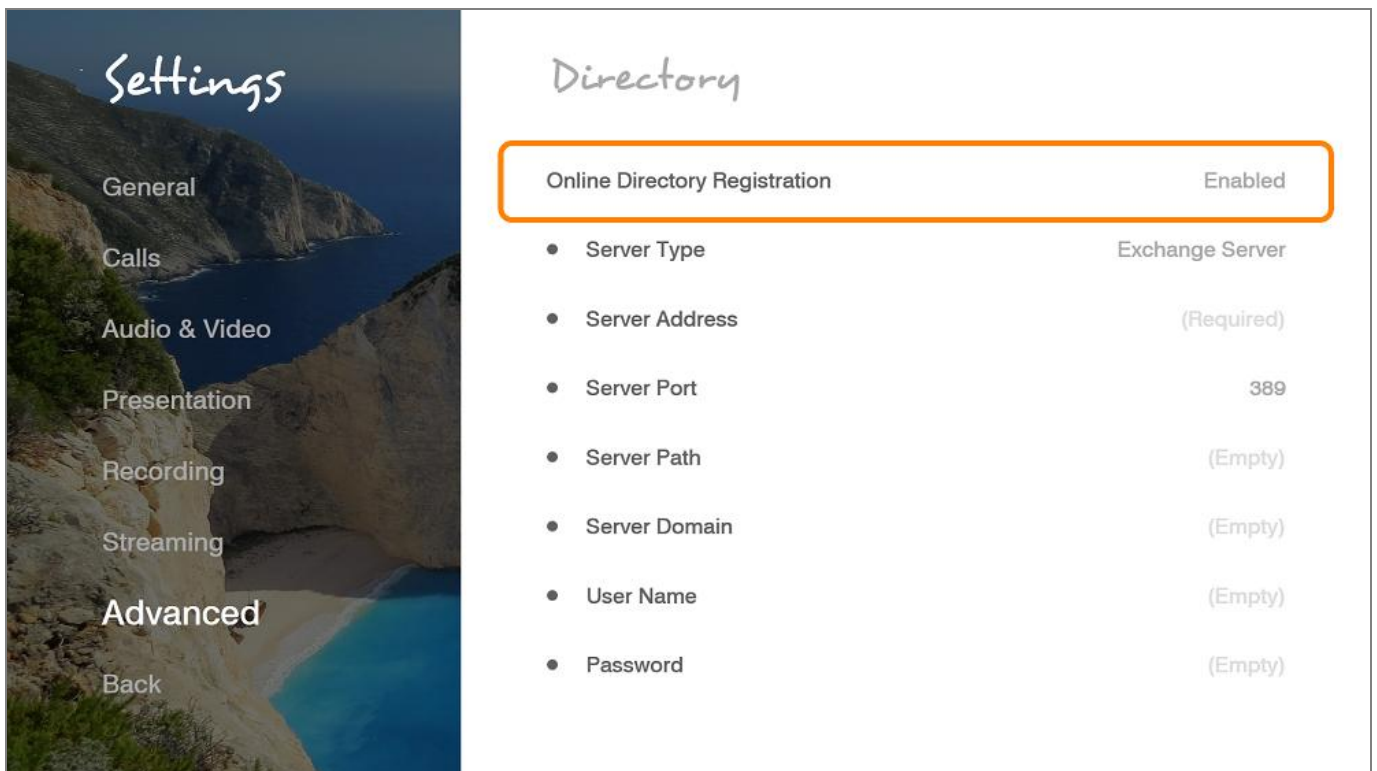 Settings
General
Calls
Audio & Video
Presentation
Recording
Streaming
Advanced
Back
Directory
Online Directory Registration Enabled
• Server Type Exchange Server
• Server Address (Required)
• Server Port 389
• Server Path (Empty)
• Server Domain (Empty)
• User Name (Empty)
• Password (Empty)